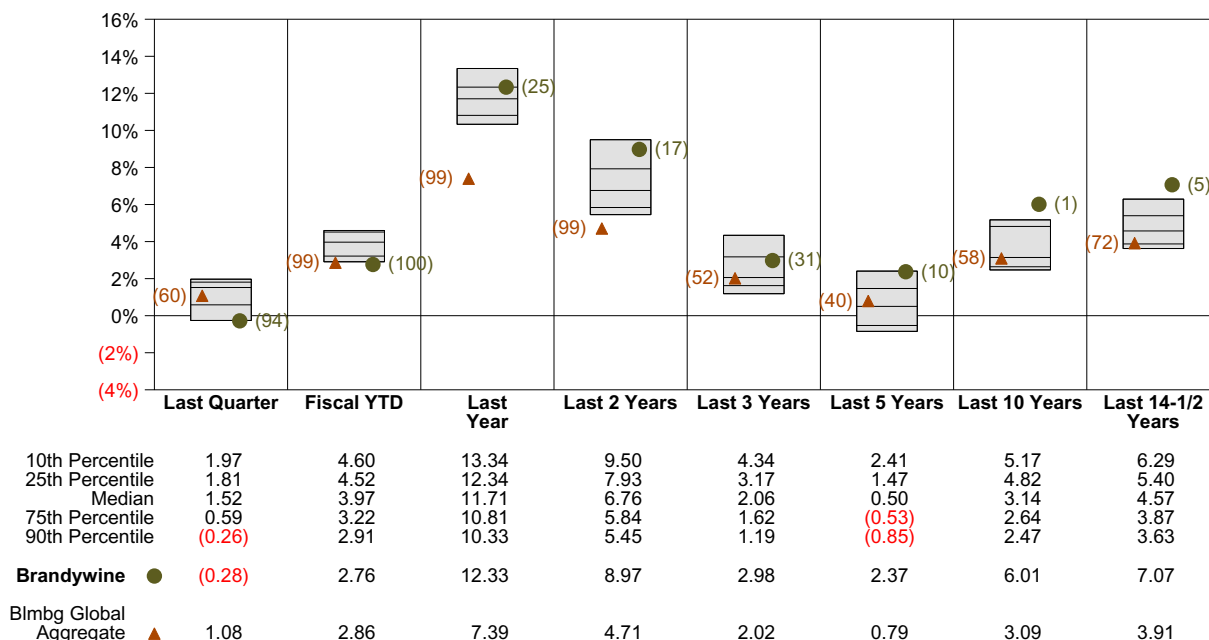 16%
14%
12%
10%
8%
6%
4%
2%
0%
(2%)
(4%)
(60)
(94)
(99)
(100)
(99)
(25)
(99)
(17)
(52)
(31)
(40)
(10)
(58)
(1)
(72)
(5)
Last Quarter Fiscal YTD Last Last 2 Years Last 3 Years Last 5 Years Last 10 Years Last 14-1/2
Year Years
10th Percentile 1.97 4.60 13.34 9.50 4.34 2.41 5.17 6.29
25th Percentile 1.81 4.52 12.34 7.93 3.17 1.47 4.82 5.40
Median 1.52 3.97 11.71 6.76 2.06 0.50 3.14 4.57
75th Percentile 0.59 3.22 10.81 5.84 1.62 (0.53) 2.64 3.87
90th Percentile (0.26) 2.91 10.33 5.45 1.19 (0.85) 2.47 3.63
Brandywine (0.28) 2.76 12.33 8.97 2.98 2.37 6.01 7.07
Blmbg Global
Aggregate 1.08 2.86 7.39 4.71 2.02 0.79 3.09 3.91